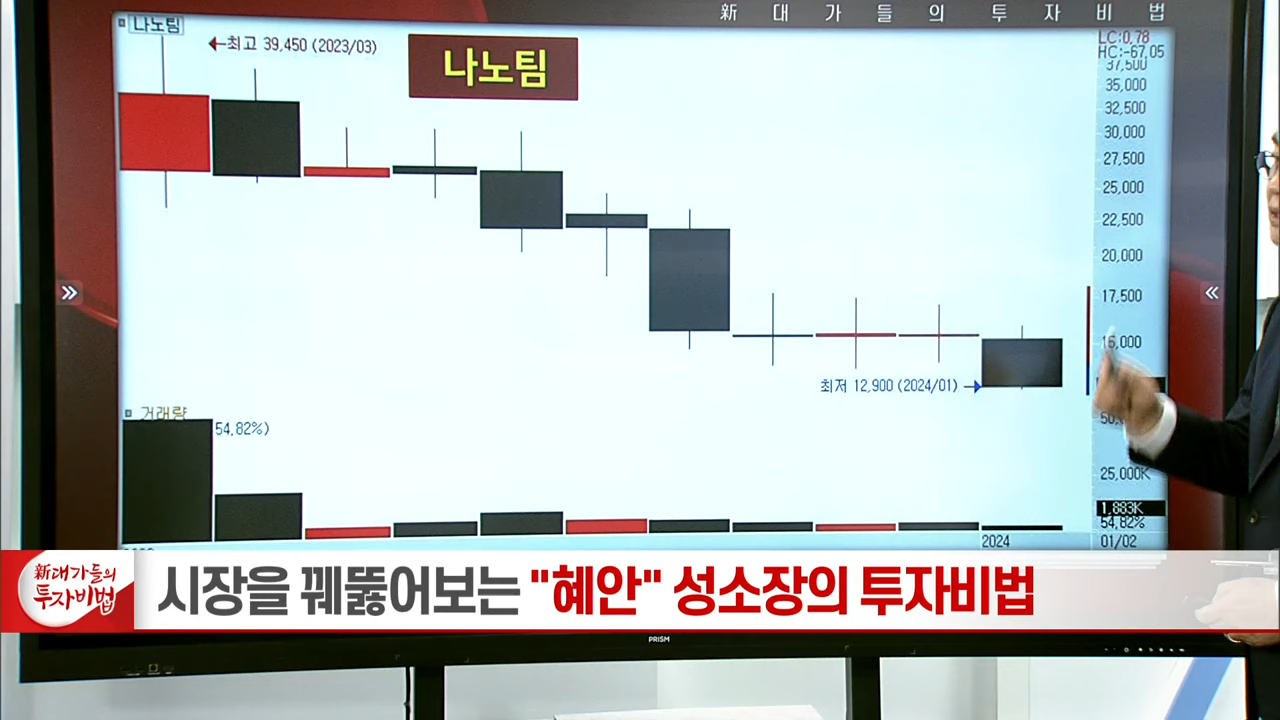 新 대 가 들 의 투 자 비 법
나노팀
최고 39,450 (2023/03)
나노팀
LC:0.78
HC:-67.05
37,500
35,000
32,500
30,000
27,500
25,000
22,500
20,000
17,500
15,000
최저 12,900 (2024/01)
거래량
54.82%)
25,000K
1,883K
54.82%
2024
01/02
新대가들의
투자비법
시장을 꿰뚫어보는 "혜안" 성소장의 투자비법
PRISM